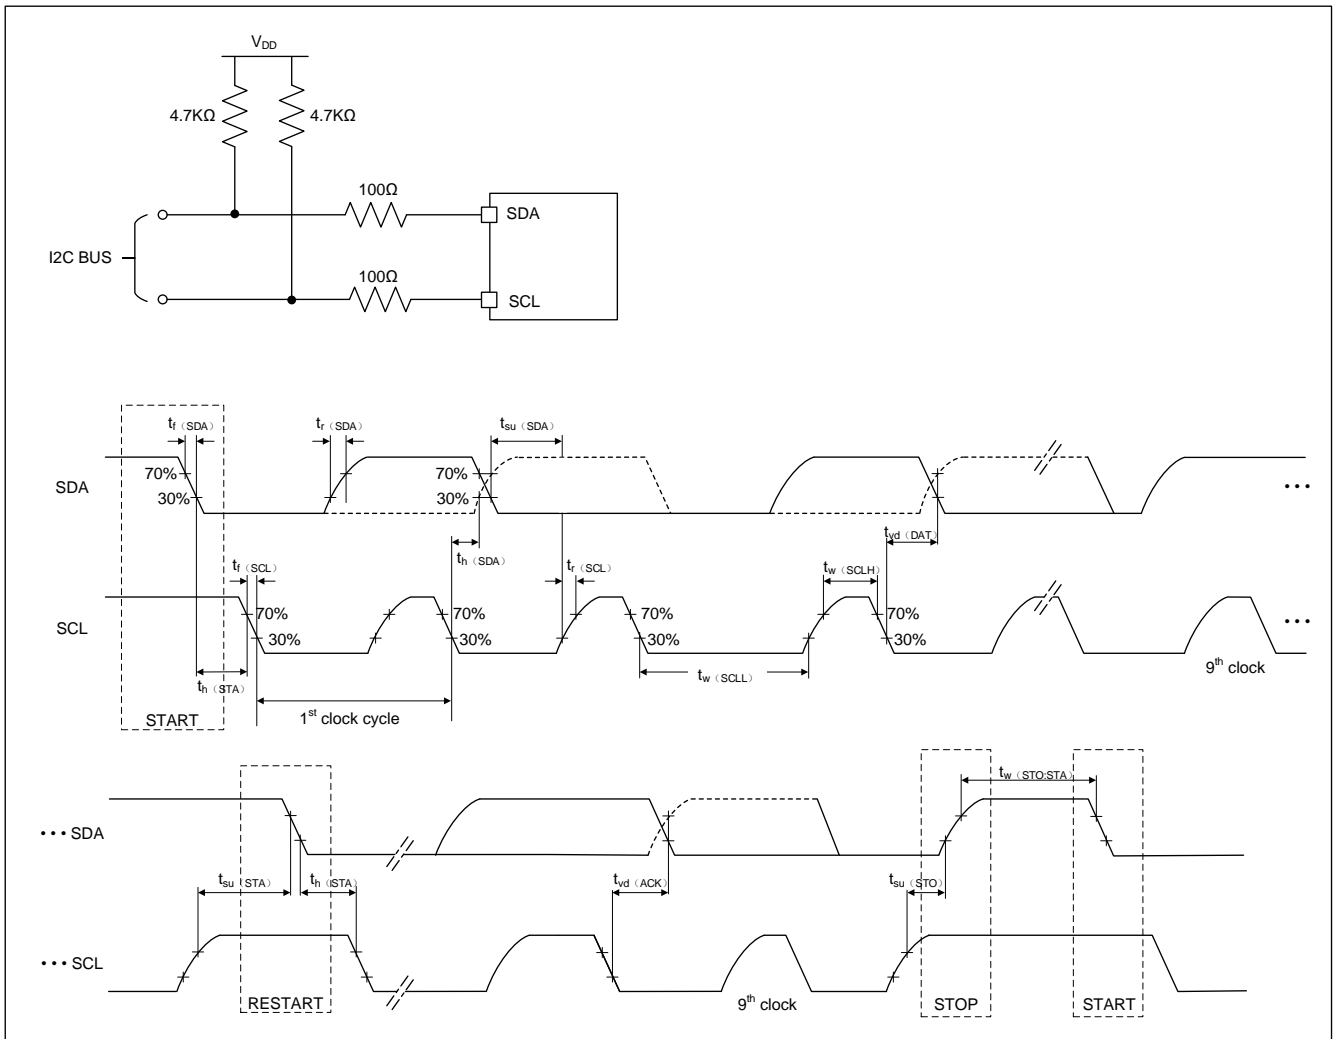 VDD
4.7KΩ 4.7KΩ
100Ω
SDA
I2C BUS
100Ω
SCL
tf（SDA） tr（SDA） tsu（SDA）
70% 70%
SDA
30% 30%
•••
th（SDA） tvd（DAT）
tf（SCL） tr（SCL） tw（SCLH）
70% 70% 70% 70%
SCL
30% 30% 30% 30%
•••
th（STA） tw（SCLL） 9th clock
START 1st clock cycle
tw（STO:STA）
••• SDA
tsu（STA） th（STA） tvd（ACK） tsu（STO）
••• SCL
RESTART 9th clock STOP START